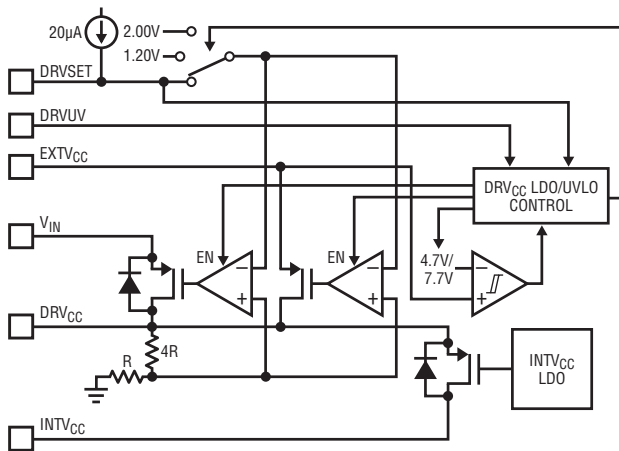 20μA
2.00V
1.20V
DRVSET
DRVUV
EXTVCC
DRVCC LDO/UVLO
CONTROL
VIN
EN
EN
4.7V/
7.7V
−
+
−
+
−
+
DRVCC
4R
R
INTVCC
LDO
INTVCC